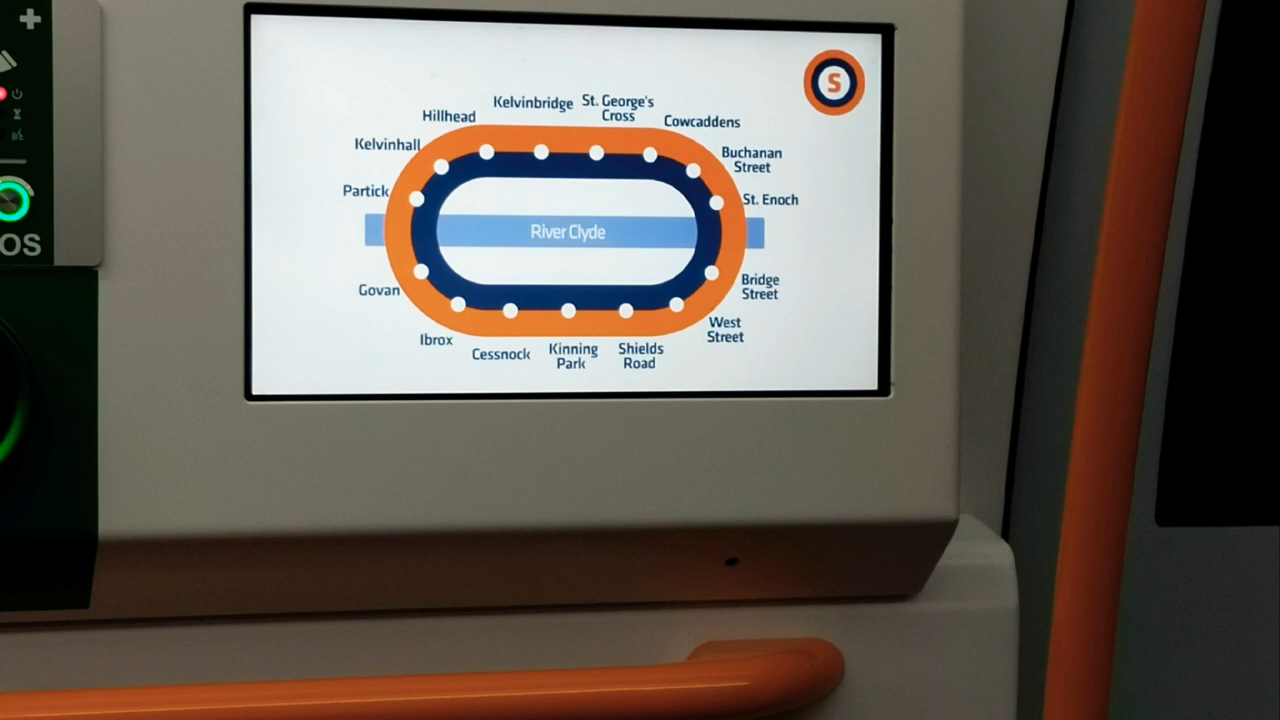 Kelvinbridge
St. George's
Cross
Hillhead
Cowcaddens
Kelvinhall
Buchanan
Street
Partick
St. Enoch
River Clyde
Govan
Bridge
Street
Ibrox
West
Street
Cessnock
Kinning
Park
Shields
Road
S
OS